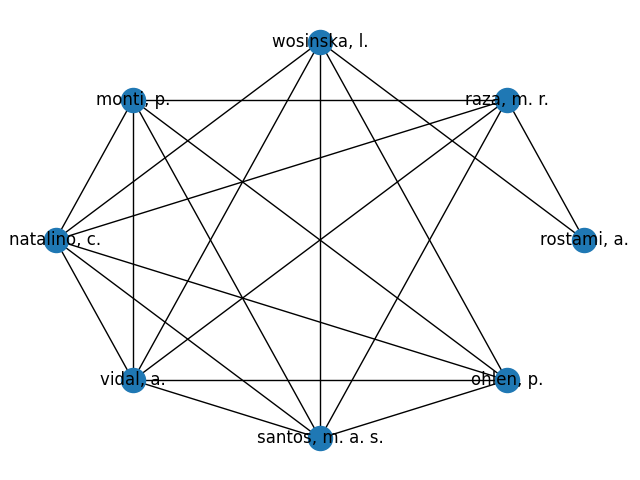 wosinska, l.
monti, p.
raza, m. r.
natalino, c.
rostami, a.
vidal, a.
ohlen, p.
santos, m. a. s.